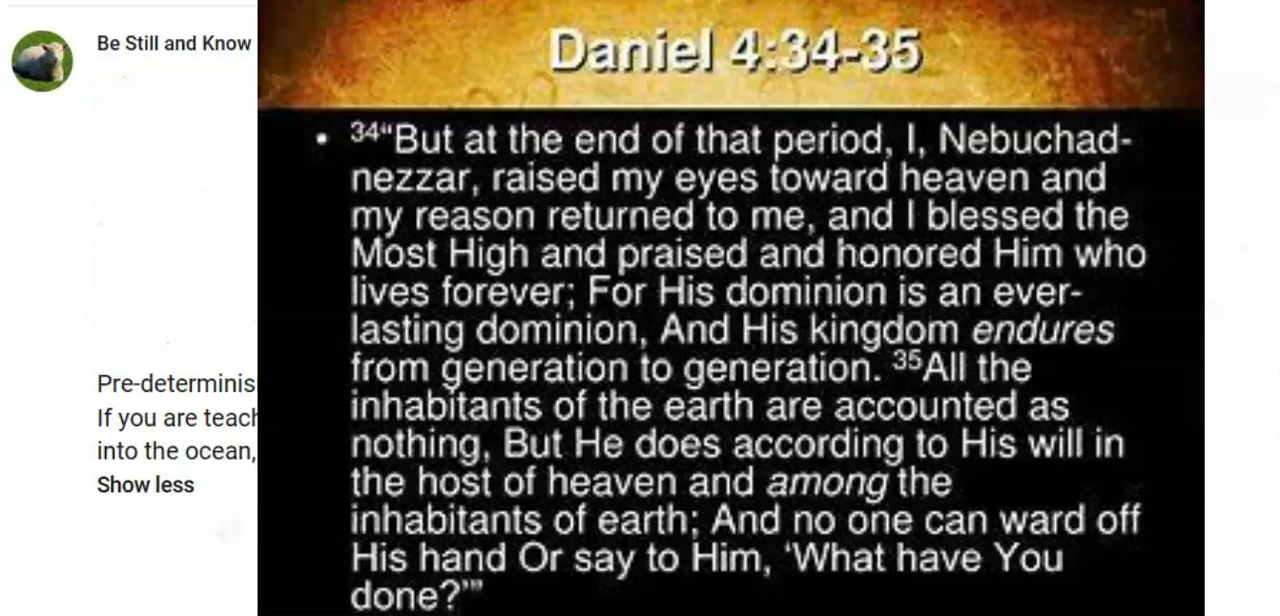 Be Still and Know
Pre-determinis
If you are teach
into the ocean,
Show less
Daniel 4:34-35
• ³⁴“But at the end of that period, I, Nebuchad-
nezzar, raised my eyes toward heaven and
my reason returned to me, and I blessed the
Most High and praised and honored Him who
lives forever; For His dominion is an ever-
lasting dominion, And His kingdom endures
from generation to generation. ³⁵All the
inhabitants of the earth are accounted as
nothing, But He does according to His will in
the host of heaven and among the
inhabitants of earth; And no one can ward off
His hand Or say to Him, ‘What have You
done?’”